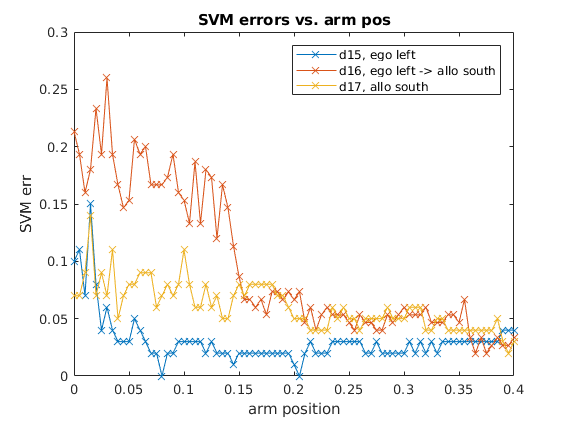 SVM errors vs. arm pos
0.3
0.25
0.2
0.15
0.1
0.05
0
SVM err
d15, ego left
d16, ego left -> allo south
d17, allo south
0 0.05 0.1 0.15 0.2 0.25 0.3 0.35 0.4
arm position